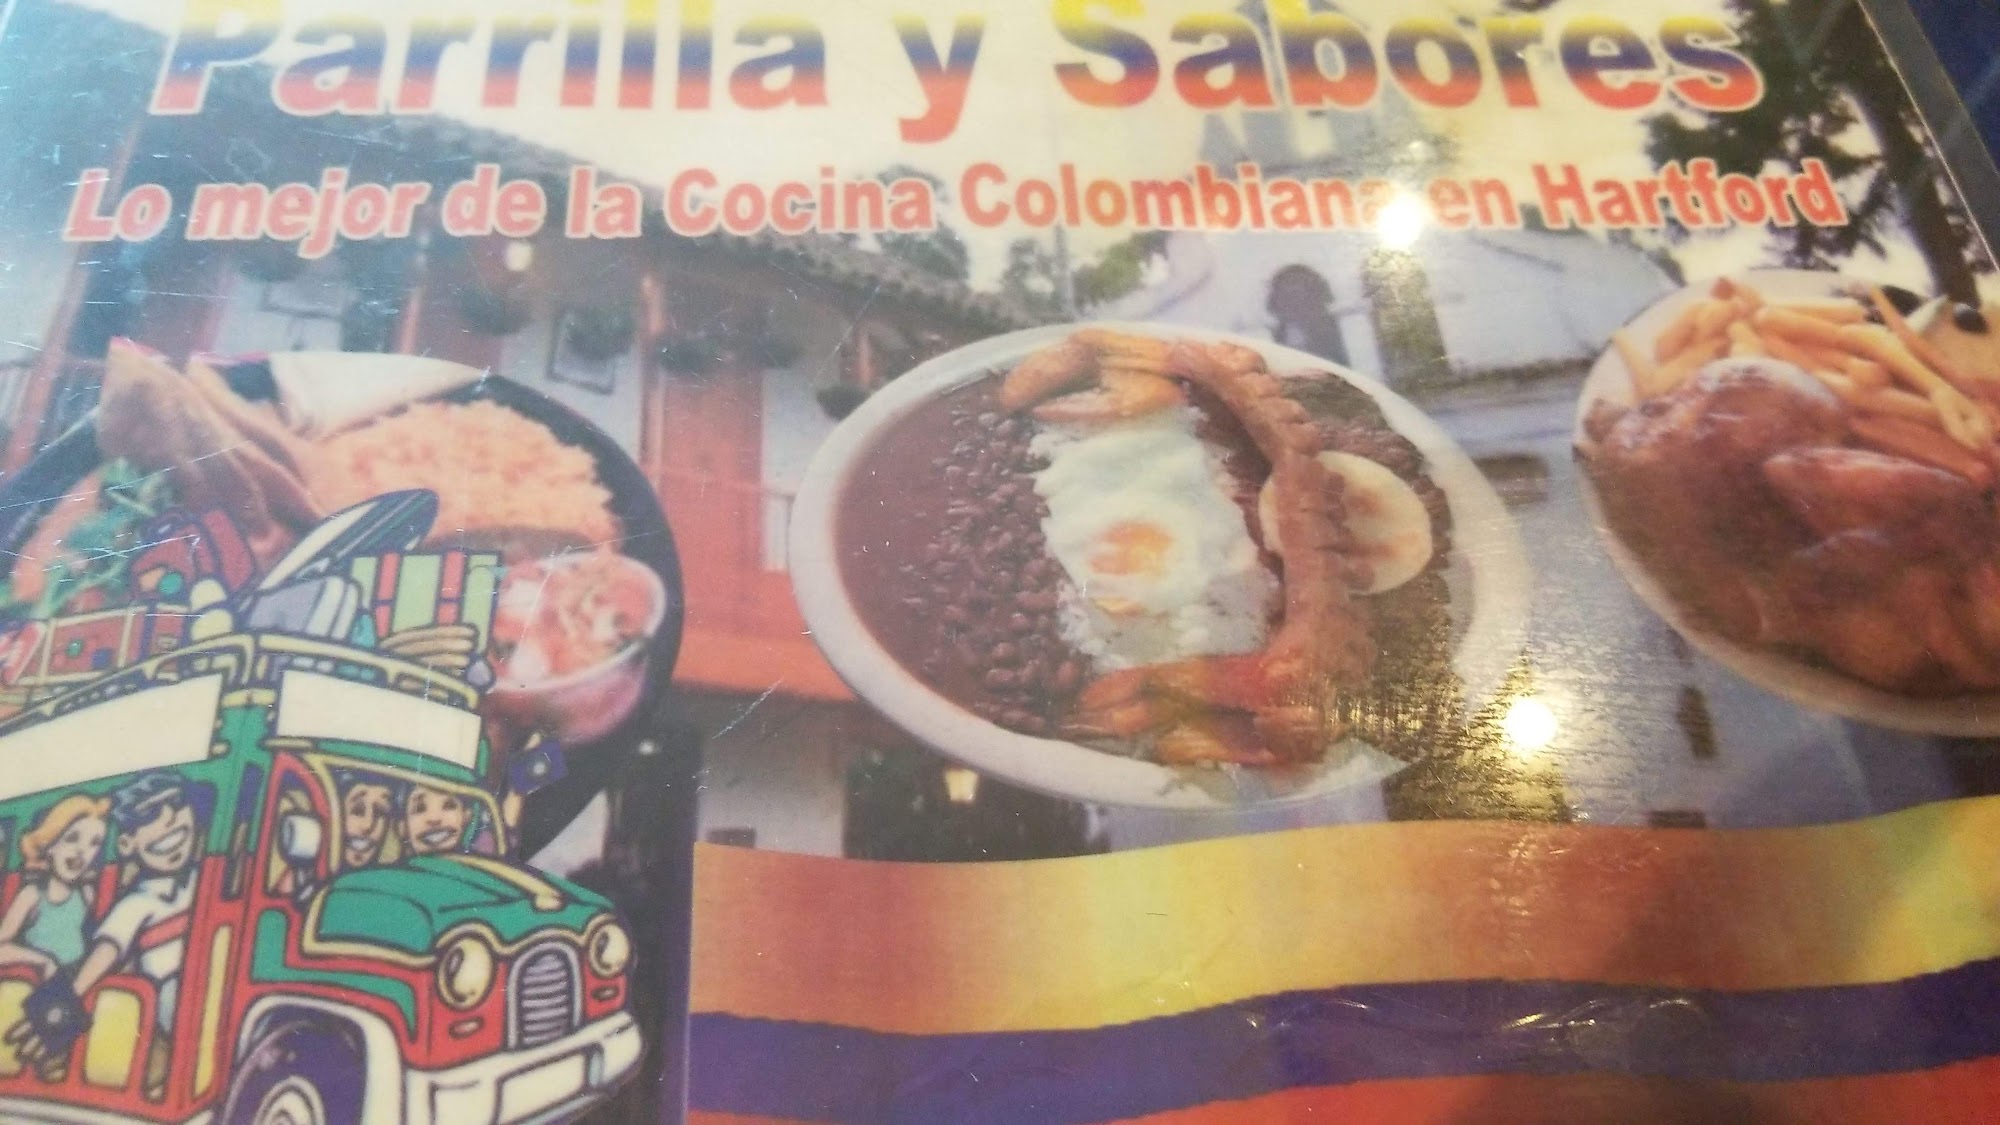 Parrilla y Sabores
Lo mejor de la Cocina Colombiana en Hartford